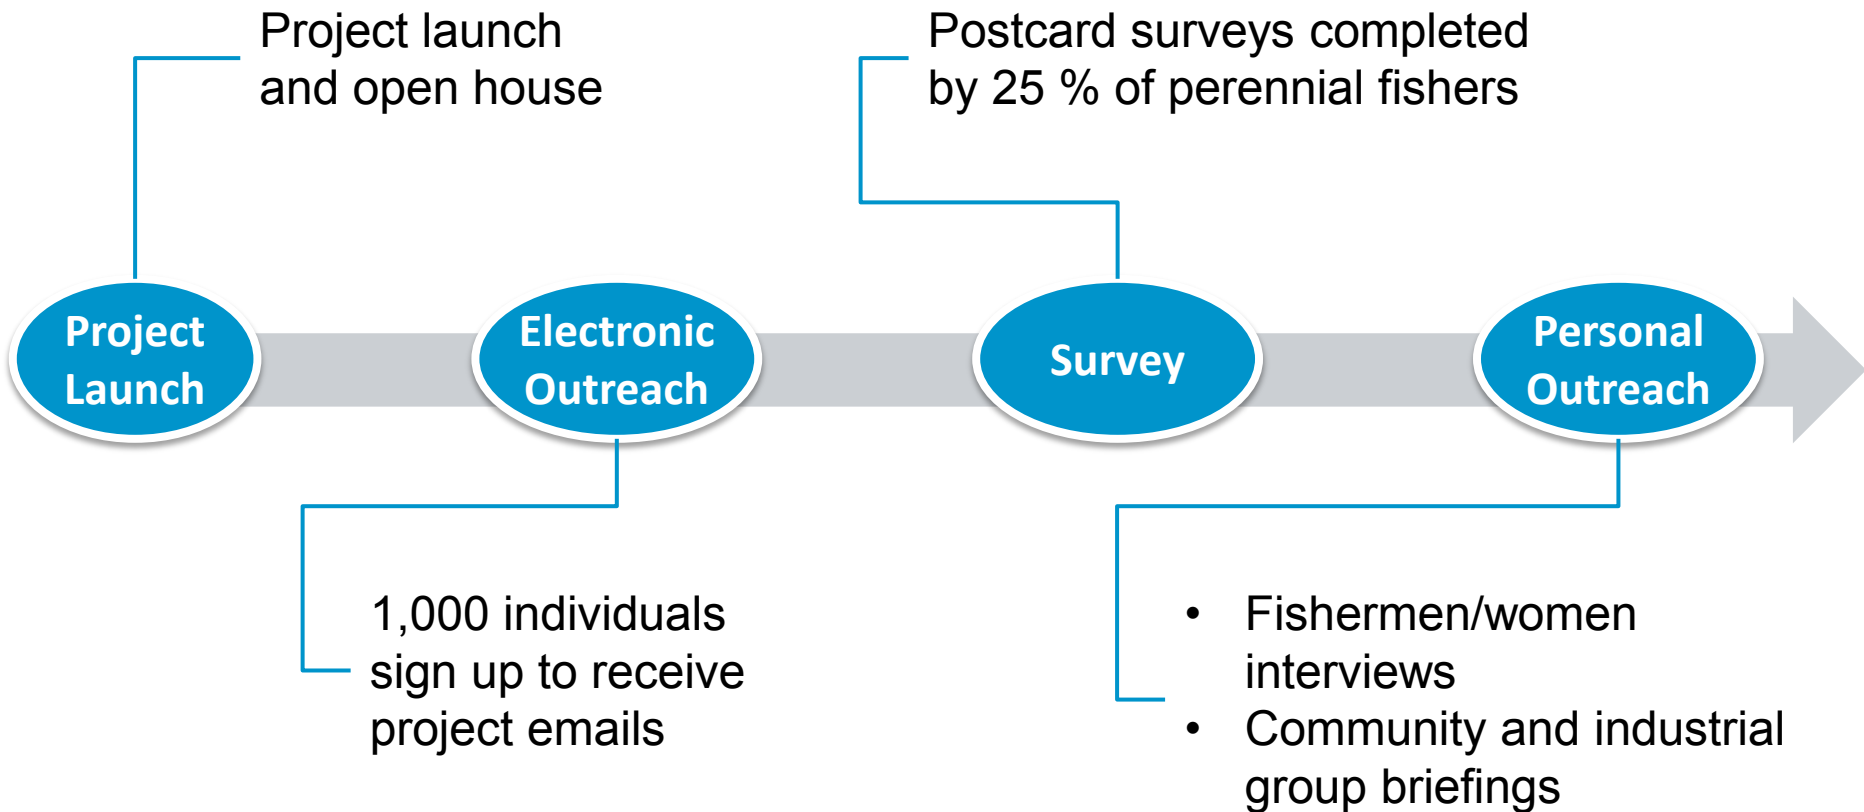 Project launch
and open house
Postcard surveys completed
by 25 % of perennial fishers
Project
Launch
Electronic
Outreach
Survey
Personal
Outreach
1,000 individuals
sign up to receive
project emails
• Fishermen/women
interviews
• Community and industrial
group briefings